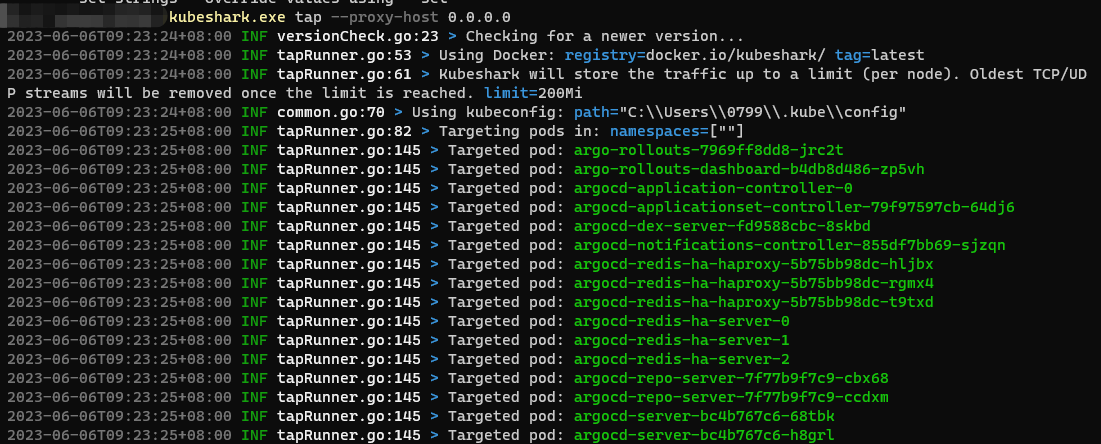 kubeshark.exe tap --proxy-host 0.0.0.0
2023-06-06T09:23:24+08:00 INF versionCheck.go:23 > Checking for a newer version...
2023-06-06T09:23:24+08:00 INF tapRunner.go:53 > Using Docker: registry=docker.io/kubeshark/ tag=latest
2023-06-06T09:23:24+08:00 INF tapRunner.go:61 > Kubeshark will store the traffic up to a limit (per node). Oldest TCP/UD
P streams will be removed once the limit is reached. limit=200Mi
2023-06-06T09:23:24+08:00 INF common.go:70 > Using kubeconfig: path="C:\\Users\\0799\\.kube\\config"
2023-06-06T09:23:25+08:00 INF tapRunner.go:82 > Targeting pods in: namespaces=[""]
2023-06-06T09:23:25+08:00 INF tapRunner.go:145 > Targeted pod: argo-rollouts-7969ff8dd8-jrc2t
2023-06-06T09:23:25+08:00 INF tapRunner.go:145 > Targeted pod: argo-rollouts-dashboard-b4db8d486-zp5vh
2023-06-06T09:23:25+08:00 INF tapRunner.go:145 > Targeted pod: argocd-application-controller-0
2023-06-06T09:23:25+08:00 INF tapRunner.go:145 > Targeted pod: argocd-applicationset-controller-79f97597cb-64dj6
2023-06-06T09:23:25+08:00 INF tapRunner.go:145 > Targeted pod: argocd-dex-server-fd9588cbc-8skbd
2023-06-06T09:23:25+08:00 INF tapRunner.go:145 > Targeted pod: argocd-notifications-controller-855df7bb69-sjzqn
2023-06-06T09:23:25+08:00 INF tapRunner.go:145 > Targeted pod: argocd-redis-ha-haproxy-5b75bb98dc-hljbx
2023-06-06T09:23:25+08:00 INF tapRunner.go:145 > Targeted pod: argocd-redis-ha-haproxy-5b75bb98dc-rgmx4
2023-06-06T09:23:25+08:00 INF tapRunner.go:145 > Targeted pod: argocd-redis-ha-haproxy-5b75bb98dc-t9txd
2023-06-06T09:23:25+08:00 INF tapRunner.go:145 > Targeted pod: argocd-redis-ha-server-0
2023-06-06T09:23:25+08:00 INF tapRunner.go:145 > Targeted pod: argocd-redis-ha-server-1
2023-06-06T09:23:25+08:00 INF tapRunner.go:145 > Targeted pod: argocd-redis-ha-server-2
2023-06-06T09:23:25+08:00 INF tapRunner.go:145 > Targeted pod: argocd-repo-server-7f77b9f7c9-cbx68
2023-06-06T09:23:25+08:00 INF tapRunner.go:145 > Targeted pod: argocd-repo-server-7f77b9f7c9-ccdxm
2023-06-06T09:23:25+08:00 INF tapRunner.go:145 > Targeted pod: argocd-server-bc4b767c6-68tbk
2023-06-06T09:23:25+08:00 INF tapRunner.go:145 > Targeted pod: argocd-server-bc4b767c6-h8grl